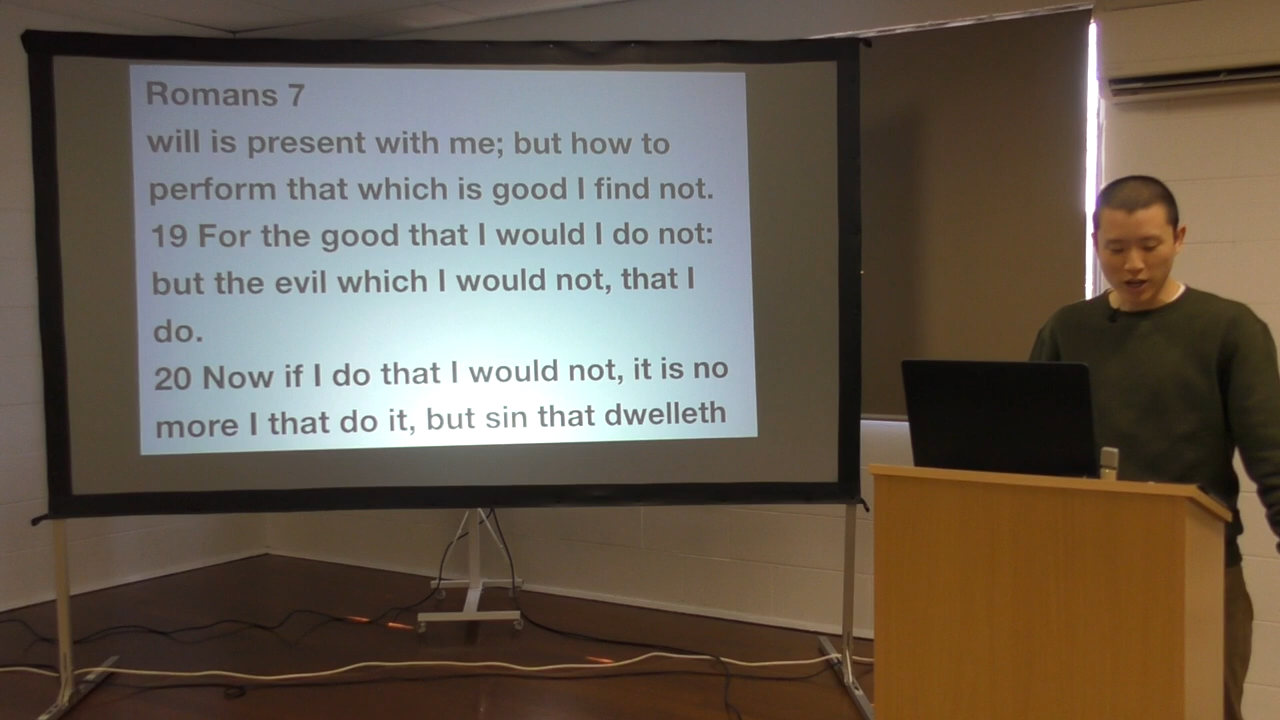 Romans 7
will is present with me; but how to
perform that which is good I find not.
19 For the good that I would I do not:
but the evil which I would not, that I
do.
20 Now if I do that I would not, it is no
more I that do it, but sin that dwelleth